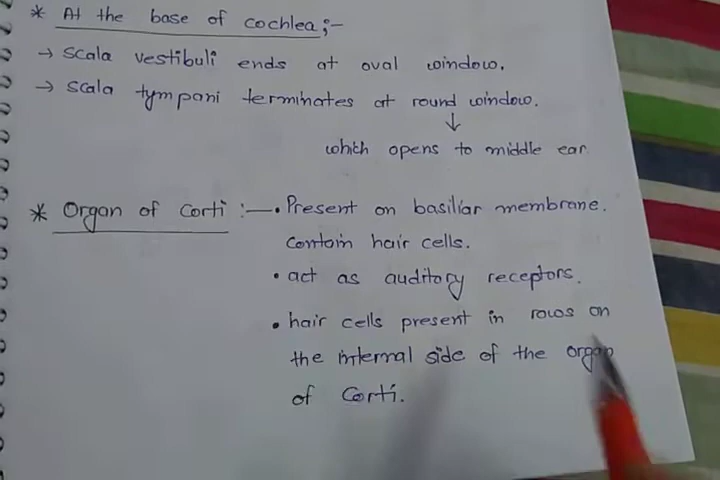 * At the base of cochlea;-
→ scala vestibuli ends at oval window.
→ scala tympani terminates at round window.
↓
which opens to middle ear
* Organ of Corti :— • Present on basiliar membrane.
Contain hair cells.
• act as auditory receptors.
• hair cells present in rows on
the internal side of the organ
of Corti.